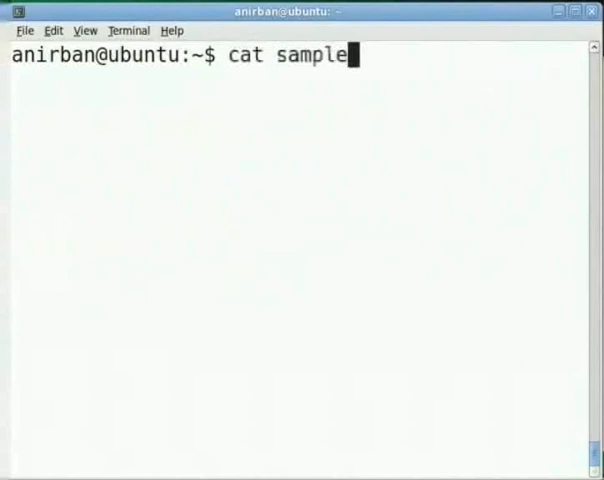 anirban@ubuntu: ~
File Edit View Terminal Help
anirban@ubuntu:~$ cat sample